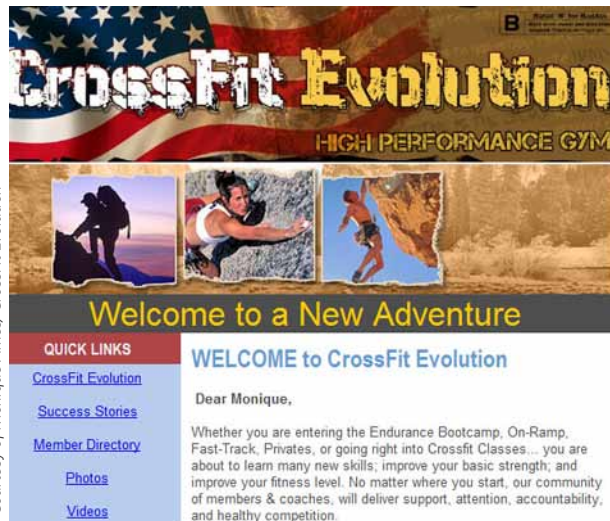 B
CrossFit Evolution
HIGH PERFORMANCE GYM
Welcome to a New Adventure
QUICK LINKS
CrossFit Evolution
Success Stories
Member Directory
Photos
Videos
WELCOME to CrossFit Evolution
Dear Monique,
Whether you are entering the Endurance Bootcamp, On-Ramp,
Fast-Track, Privates, or going right into Crossfit Classes... you are
about to learn many new skills; improve your basic strength; and
improve your fitness level. No matter where you start, our community
of members & coaches, will deliver support, attention, accountability,
and healthy competition.